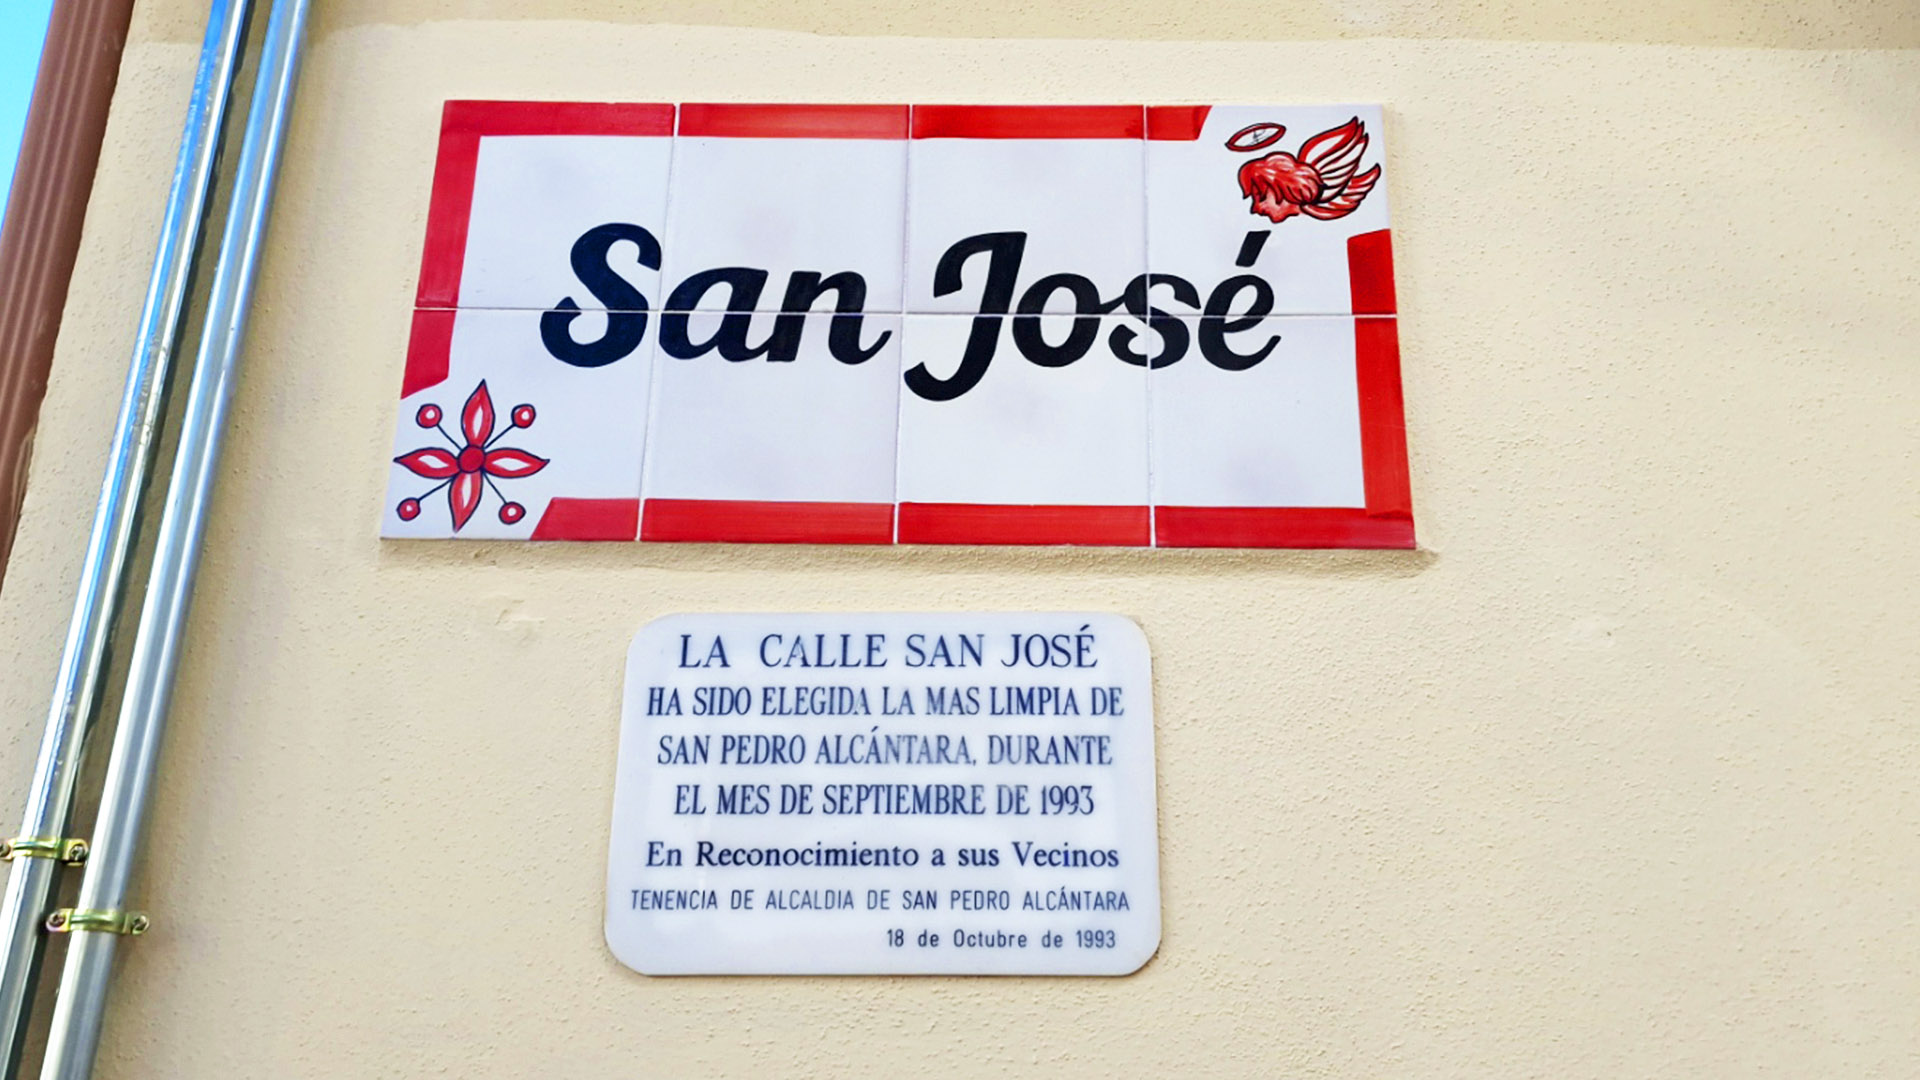 San José
LA CALLE SAN JOSÉ
HA SIDO ELEGIDA LA MAS LIMPIA DE
SAN PEDRO ALCÁNTARA, DURANTE
EL MES DE SEPTIEMBRE DE 1993
En Reconocimiento a sus Vecinos
TENENCIA DE ALCALDIA DE SAN PEDRO ALCÁNTARA
18 de Octubre de 1993